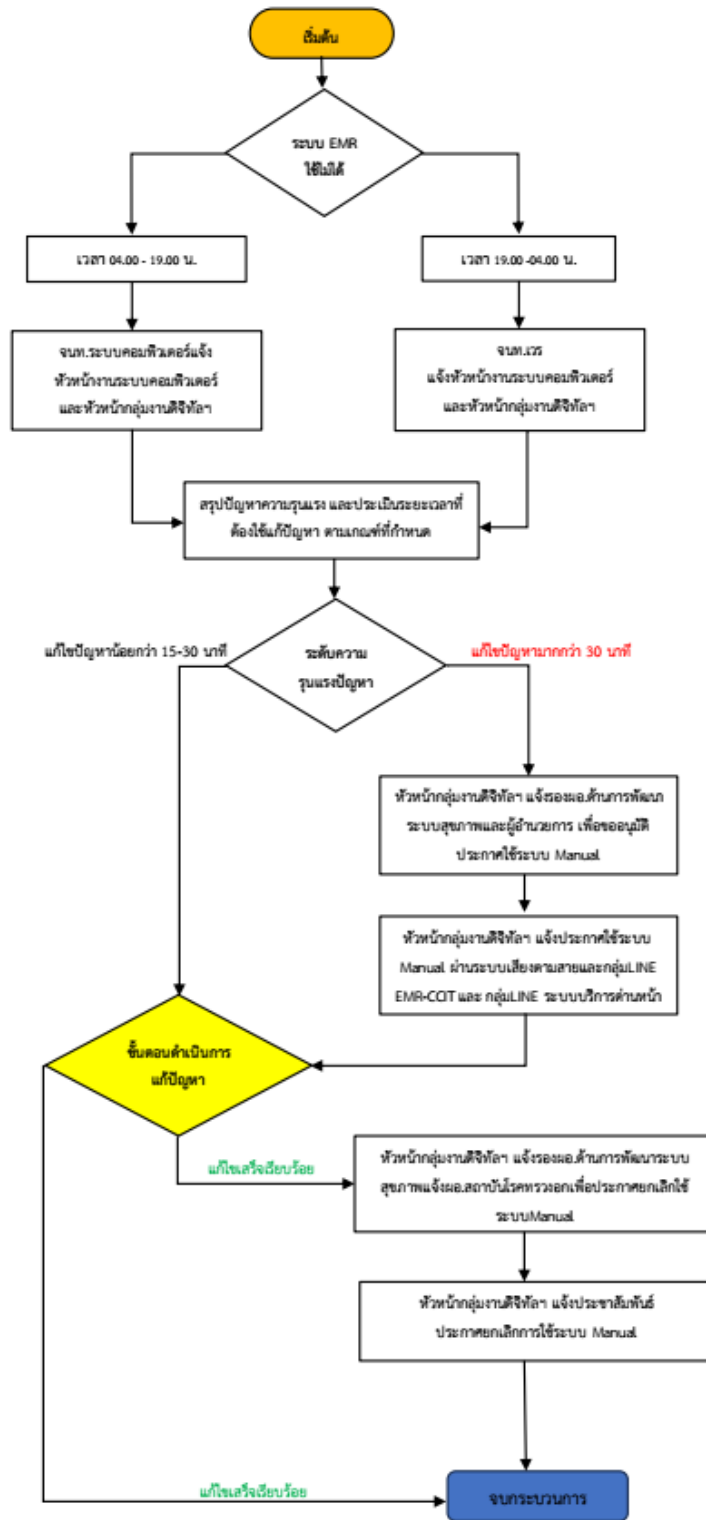 เริ่มต้น
ระบบ EMR
ใช้ไม่ได้
เวลา 04.00 - 19.00 น.
เวลา 19.00 -04.00 น.
จนท.ระบบคอมพิวเตอร์แจ้ง
หัวหน้างานระบบคอมพิวเตอร์
และหัวหน้ากลุ่มงานดิจิทัลฯ
จนท.เวร
แจ้งหัวหน้างานระบบคอมพิวเตอร์
และหัวหน้ากลุ่มงานดิจิทัลฯ
สรุปปัญหาความรุนแรง และประเมินระยะเวลาที่
ต้องใช้แก้ปัญหา ตามเกณฑ์ที่กำหนด
แก้ไขปัญหาน้อยกว่า 15-30 นาที
ระดับความ
รุนแรงปัญหา
แก้ไขปัญหามากกว่า 30 นาที
หัวหน้ากลุ่มงานดิจิทัลฯ แจ้งรองผอ.ด้านการพัฒนา
ระบบสุขภาพและผู้อำนวยการ เพื่อขออนุมัติ
ประกาศใช้ระบบ Manual
หัวหน้ากลุ่มงานดิจิทัลฯ แจ้งประกาศใช้ระบบ
Manual ผ่านระบบเสียงตามสายและกลุ่มLINE
EMR-CCIT และ กลุ่มLINE ระบบบริการด่านหน้า
ขั้นตอนดำเนินการ
แก้ปัญหา
แก้ไขเสร็จเรียบร้อย
หัวหน้ากลุ่มงานดิจิทัลฯ แจ้งรองผอ.ด้านการพัฒนาระบบ
สุขภาพแจ้งผอ.สถาบันโรคทรวงอกเพื่อประกาศยกเลิกใช้
ระบบManual
หัวหน้ากลุ่มงานดิจิทัลฯ แจ้งประชาสัมพันธ์
ประกาศยกเลิกการใช้ระบบ Manual
แก้ไขเสร็จเรียบร้อย
จบกระบวนการ